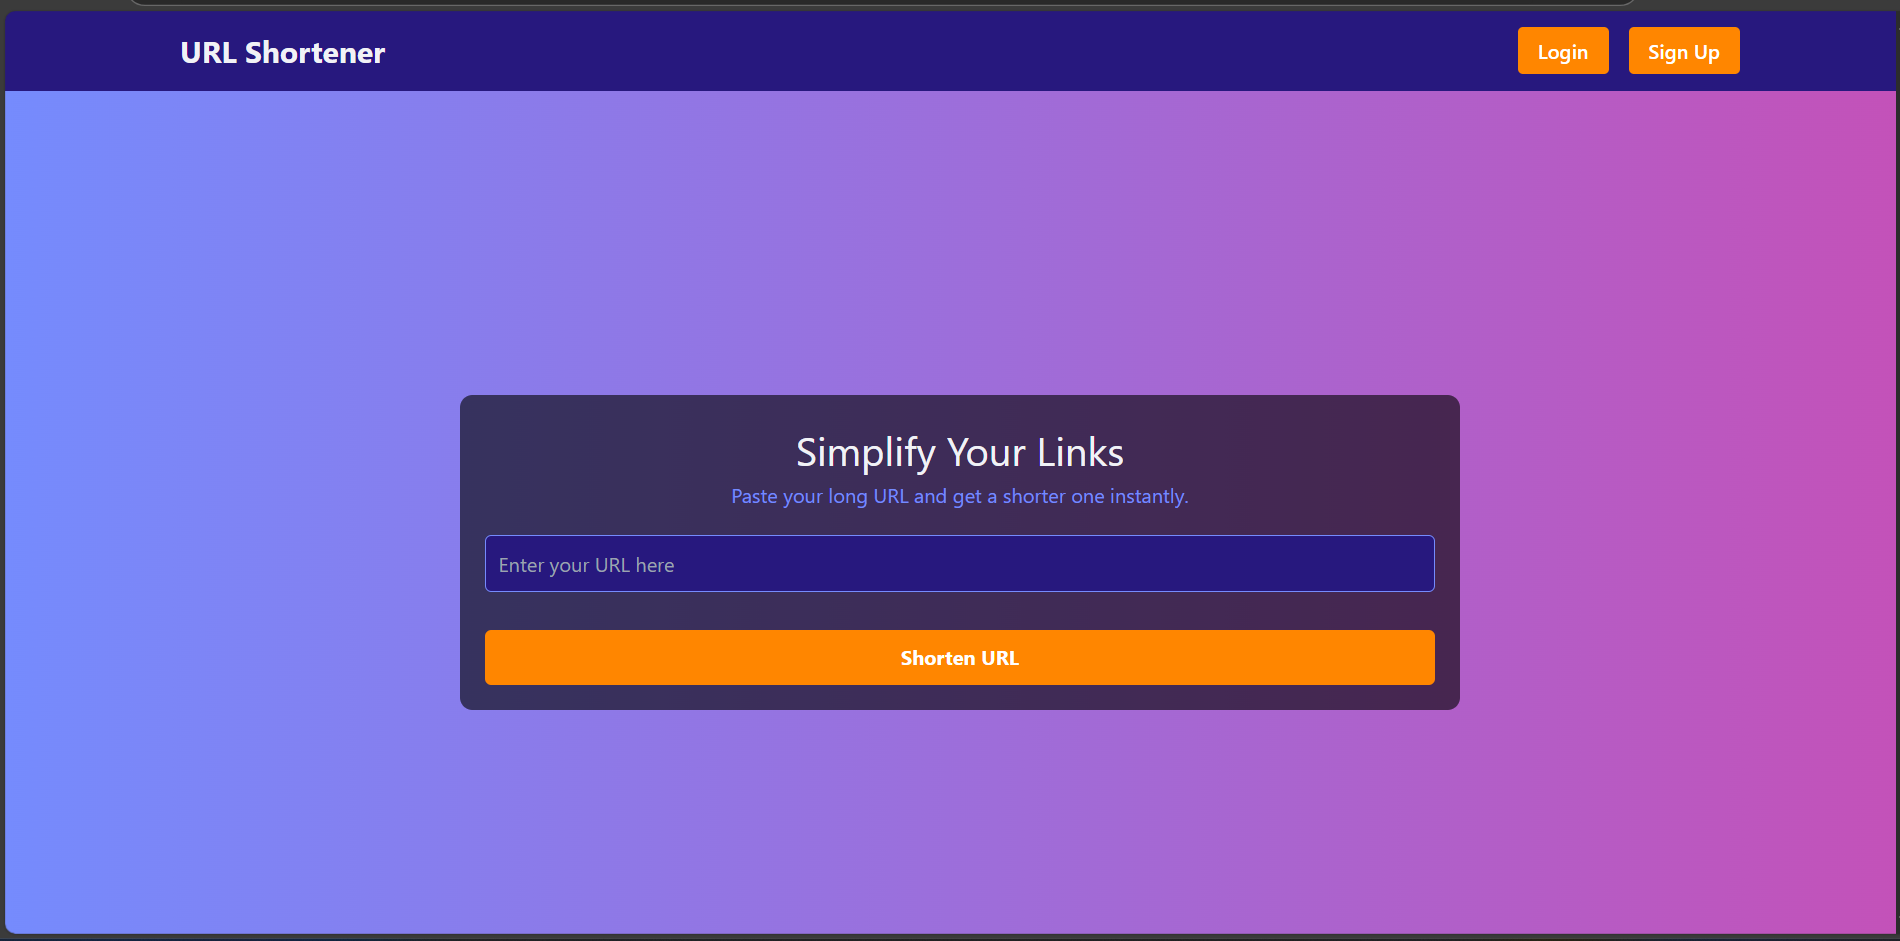 URL Shortener
Login
Sign Up
Simplify Your Links
Paste your long URL and get a shorter one instantly.
Enter your URL here
Shorten URL